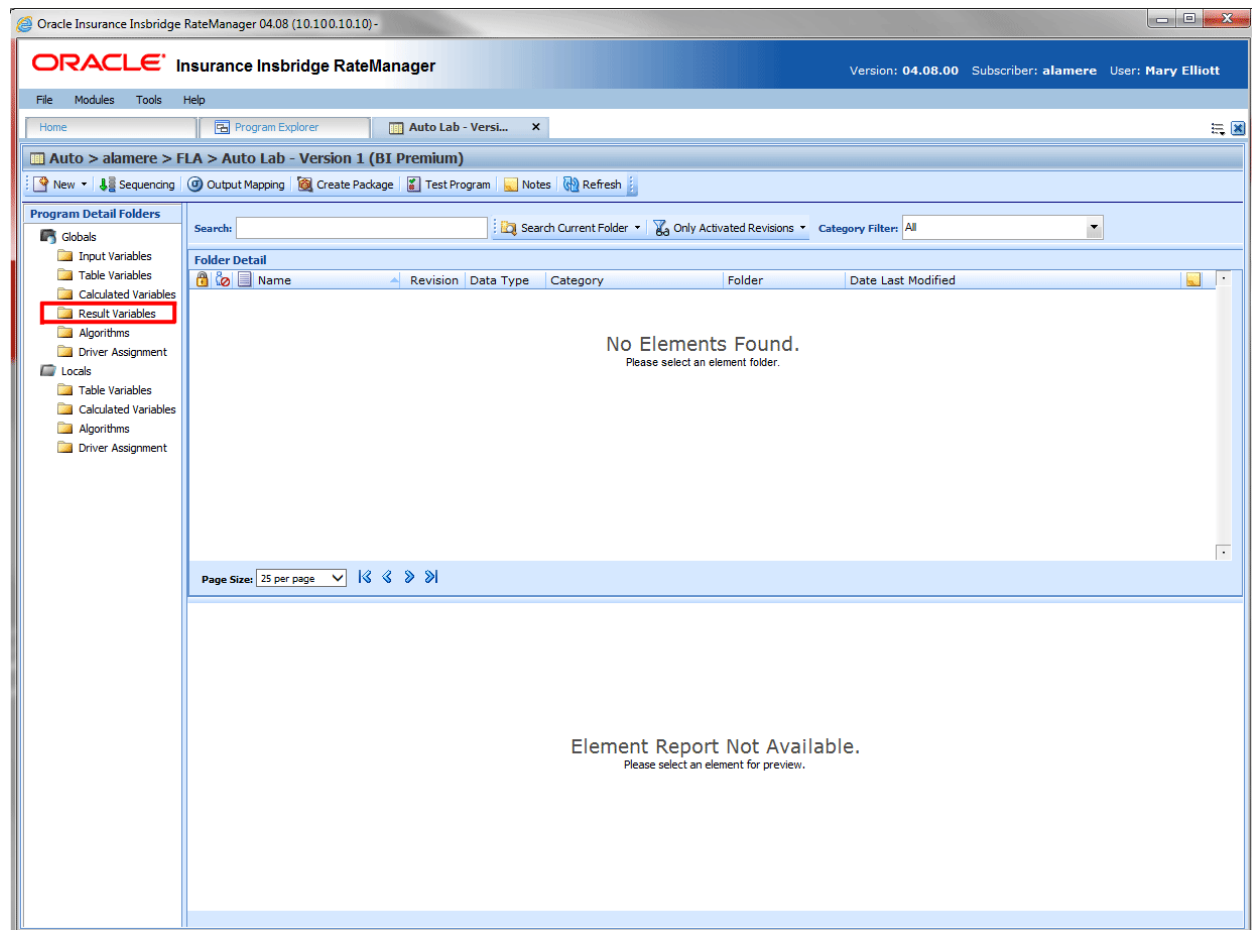 Oracle Insurance Insbridge RateManager 04.08 (10.100.10.10) -
ORACLE Insurance Insbridge RateManager
Version: 04.08.00 Subscriber: alamere User: Mary Elliott
File Modules Tools Help
Home Program Explorer Auto Lab - Versi...
Auto > alamere > FLA > Auto Lab - Version 1 (BI Premium)
New Sequencing Output Mapping Create Package Test Program Notes Refresh
Program Detail Folders
Globals
Input Variables
Table Variables
Calculated Variables
Result Variables
Algorithms
Driver Assignment
Locals
Table Variables
Calculated Variables
Algorithms
Driver Assignment
Search: Search Current Folder Only Activated Revisions Category Filter: All
Folder Detail
Name Revision Data Type Category Folder Date Last Modified
No Elements Found.
Please select an element folder.
Page Size: 25 per page
Element Report Not Available.
Please select an element for preview.